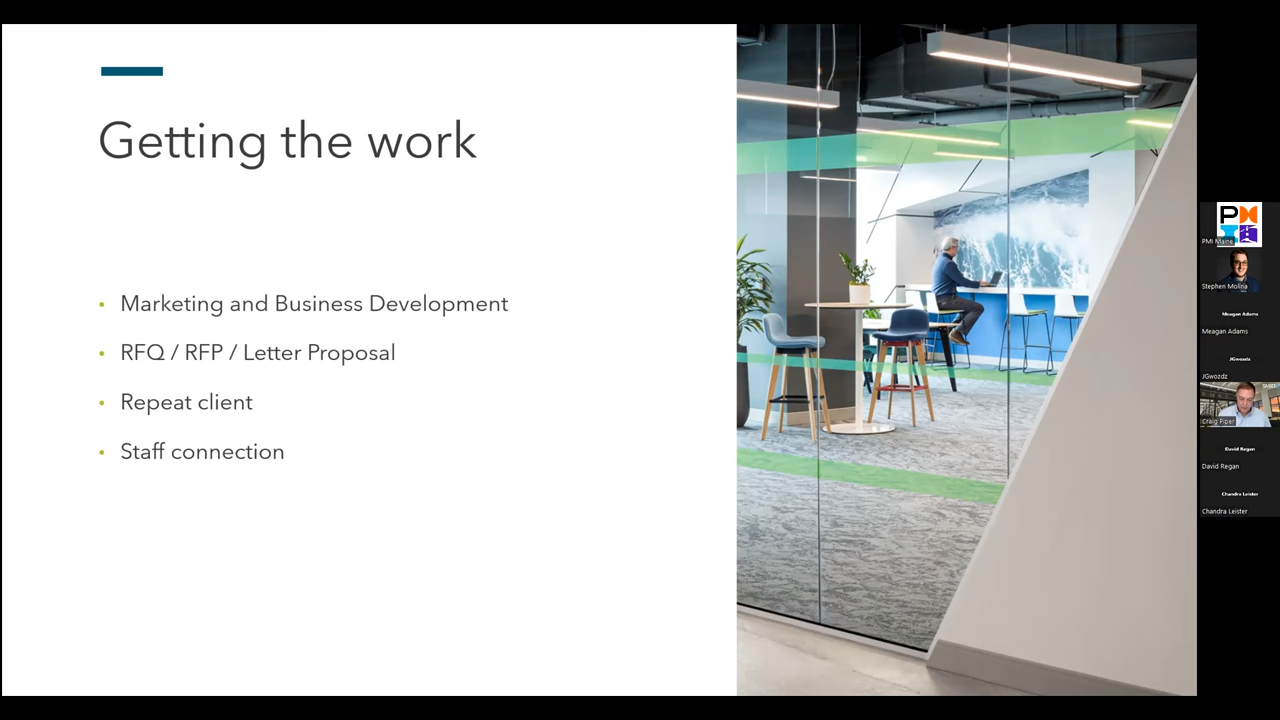 Getting the work
• Marketing and Business Development
• RFQ / RFP / Letter Proposal
• Repeat client
• Staff connection
PM
PMI Maine
Stephen Molina
Meagan Adams
Meagan Adams
JGwozdz
JGwozdz
Craig Piper
David Regan
David Regan
Chandra Leister
Chandra Leister